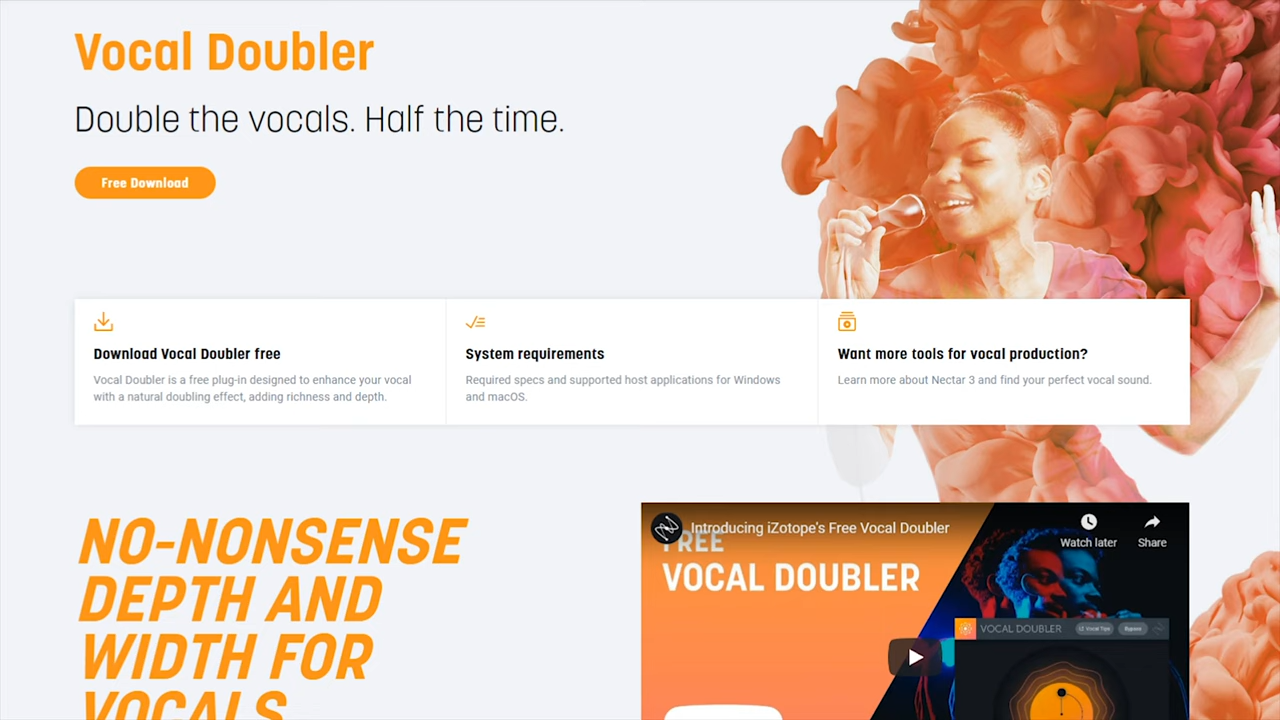 Vocal Doubler
Double the vocals. Half the time.
Free Download
Download Vocal Doubler free
Vocal Doubler is a free plug-in designed to enhance your vocal
with a natural doubling effect, adding richness and depth.
System requirements
Required specs and supported host applications for Windows
and macOS.
Want more tools for vocal production?
Learn more about Nectar 3 and find your perfect vocal sound.
NO-NONSENSE
DEPTH AND
WIDTH FOR
VOCALS
Introducing iZotope's Free Vocal Doubler
Watch later
Share
FREE
VOCAL DOUBLER
VOCAL DOUBLER
Vocal Tips
Bypass